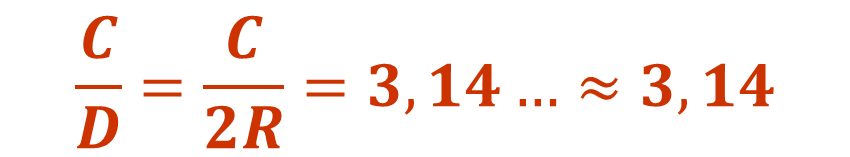 C/D = C/2R = 3,14 ... ≈ 3,14